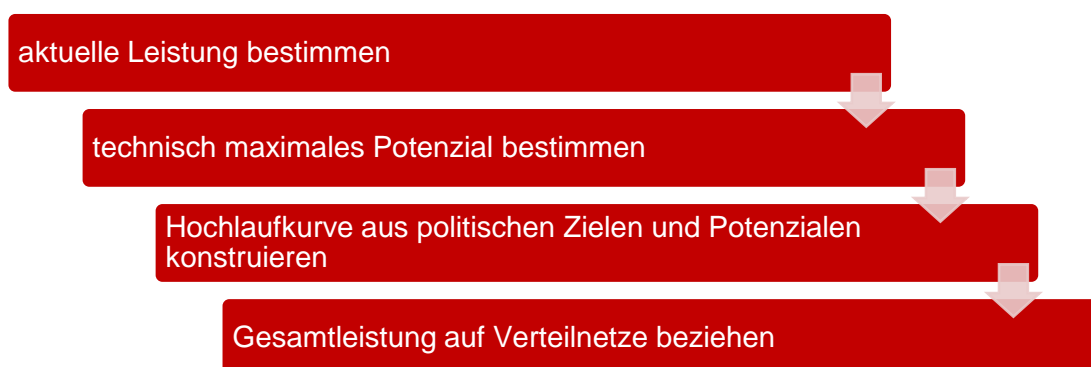 aktuelle Leistung bestimmen
technisch maximales Potenzial bestimmen
Hochlaufkurve aus politischen Zielen und Potenzialen
konstruieren
Gesamtleistung auf Verteilnetze beziehen